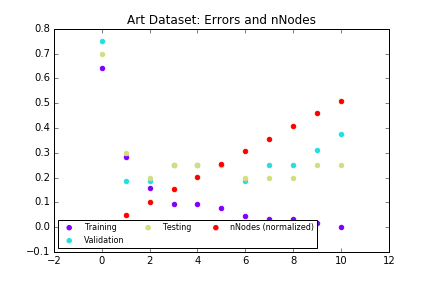 Art Dataset: Errors and nNodes
0.8
0.7
0.6
0.5
0.4
0.3
0.2
0.1
0.0
−0.1
−2 0 2 4 6 8 10 12
Training Testing nNodes (normalized)
Validation